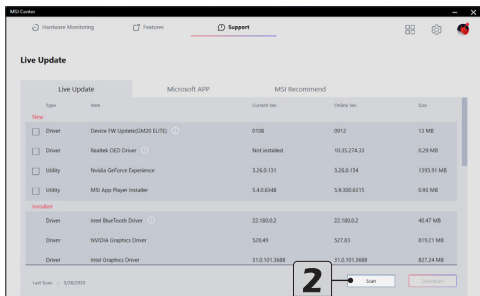 MSI Center
Hardware Monitoring Features Support
Live Update
Live Update Microsoft APP MSI Recommend
Type Item Current Ver. Online Ver. Size
New
Driver Device FW Update(GM20 ELITE) 0108 0912 13 MB
Driver Realtek OED Driver Not installed 10.35.274.33 0.29 MB
Utility Nvidia GeForce Experience 3.26.0.131 3.26.0.154 1393.91 MB
Utility MSI App Player Installer 5.4.0.6348 5.9.300.6315 0.93 MB
Installed
Driver Intel BlueTooth Driver 22.180.0.2 22.180.0.2 40.47 MB
Driver NVIDIA Graphics Driver 528.49 527.83 819.21 MB
Driver Intel Graphics Driver 31.0.101.3688 31.0.101.3688 827.24 MB
Last Scan : 3/28/2023 2 Scan Download